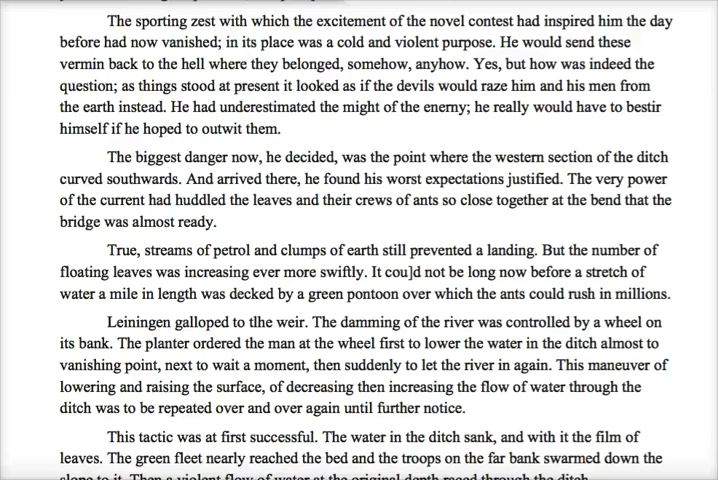 The sporting zest with which the excitement of the novel contest had inspired him the day
before had now vanished; in its place was a cold and violent purpose. He would send these
vermin back to the hell where they belonged, somehow, anyhow. Yes, but how was indeed the
question; as things stood at present it looked as if the devils would raze him and his men from
the earth instead. He had underestimated the might of the enemy; he really would have to bestir
himself if he hoped to outwit them.
The biggest danger now, he decided, was the point where the western section of the ditch
curved southwards. And arrived there, he found his worst expectations justified. The very power
of the current had huddled the leaves and their crews of ants so close together at the bend that the
bridge was almost ready.
True, streams of petrol and clumps of earth still prevented a landing. But the number of
floating leaves was increasing ever more swiftly. It cou]d not be long now before a stretch of
water a mile in length was decked by a green pontoon over which the ants could rush in millions.
Leiningen galloped to tlhe weir. The damming of the river was controlled by a wheel on
its bank. The planter ordered the man at the wheel first to lower the water in the ditch almost to
vanishing point, next to wait a moment, then suddenly to let the river in again. This maneuver of
lowering and raising the surface, of decreasing then increasing the flow of water through the
ditch was to be repeated over and over again until further notice.
This tactic was at first successful. The water in the ditch sank, and with it the film of
leaves. The green fleet nearly reached the bed and the troops on the far bank swarmed down the
slope to it. Then a violent flow of water at the original depth raced through the ditch,